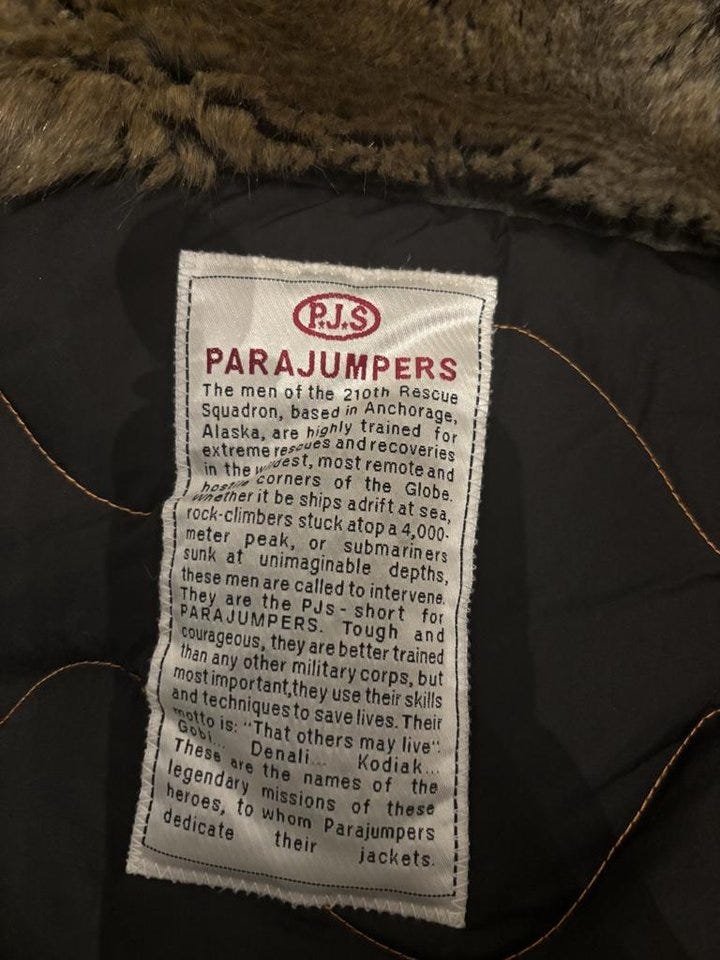 P.J.S
PARAJUMPERS
The men of the 210th Rescue
Squadron, based in Anchorage,
Alaska, are highly trained for
extreme rescues and recoveries
in the wildest, most remote and
hostile corners of the Globe.
Whether it be ships adrift at sea,
rock-climbers stuck atop a 4,000-
meter peak, or submariners
sunk at unimaginable depths,
these men are called to intervene.
They are the PJs - short for
PARAJUMPERS. Tough and
courageous, they are better trained
than any other military corps, but
most important,they use their skills
and techniques to save lives. Their
motto is: "That others may live".
Gobi... Denali... Kodiak...
These are the names of the
legendary missions of these
heroes, to whom Parajumpers
dedicate their jackets.